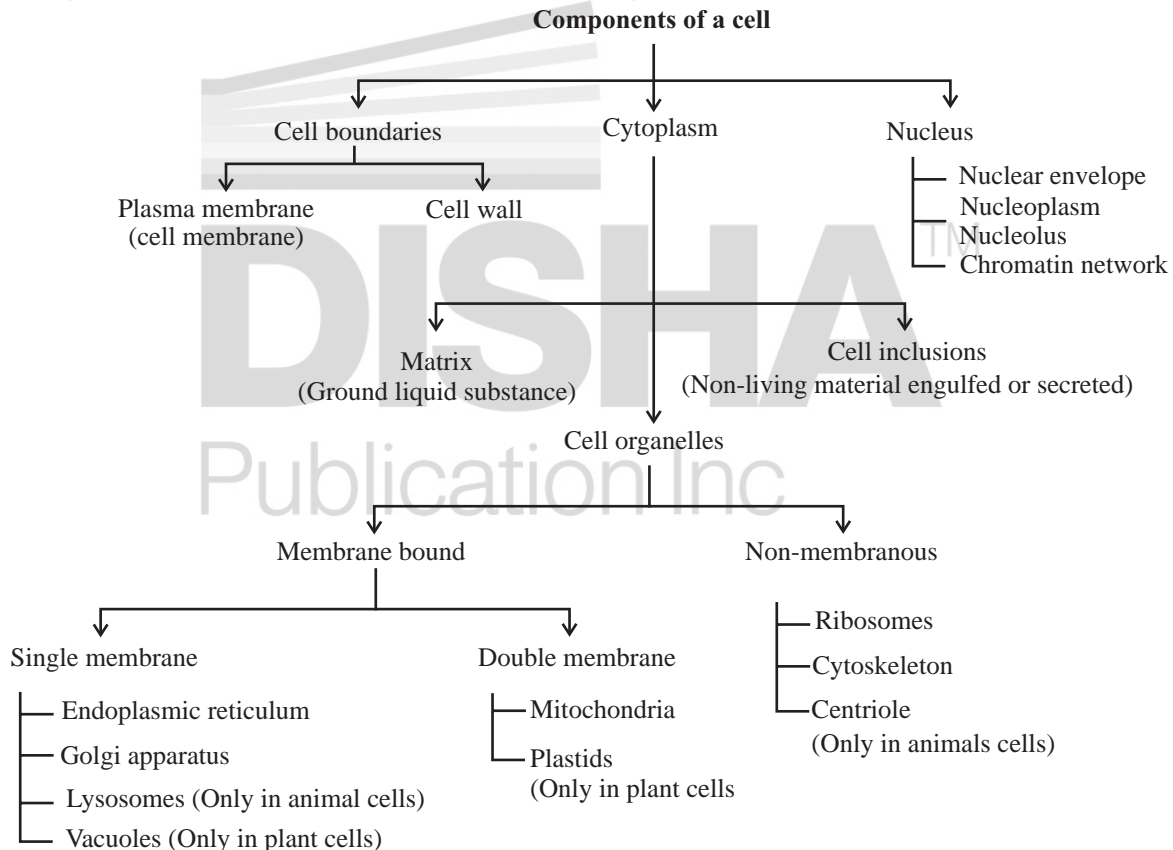 Components of a cell
Cell boundaries
Cytoplasm
Nucleus
Plasma membrane
(cell membrane)
Cell wall
Nuclear envelope
Nucleoplasm
Nucleolus
Chromatin network
DISHA TM
Publication Inc
Matrix
(Ground liquid substance)
Cell inclusions
(Non-living material engulfed or secreted)
Cell organelles
Membrane bound
Non-membranous
Single membrane
Double membrane
Ribosomes
Cytoskeleton
Centriole
(Only in animals cells)
Endoplasmic reticulum
Golgi apparatus
Lysosomes (Only in animal cells)
Vacuoles (Only in plant cells)
Mitochondria
Plastids
(Only in plant cells